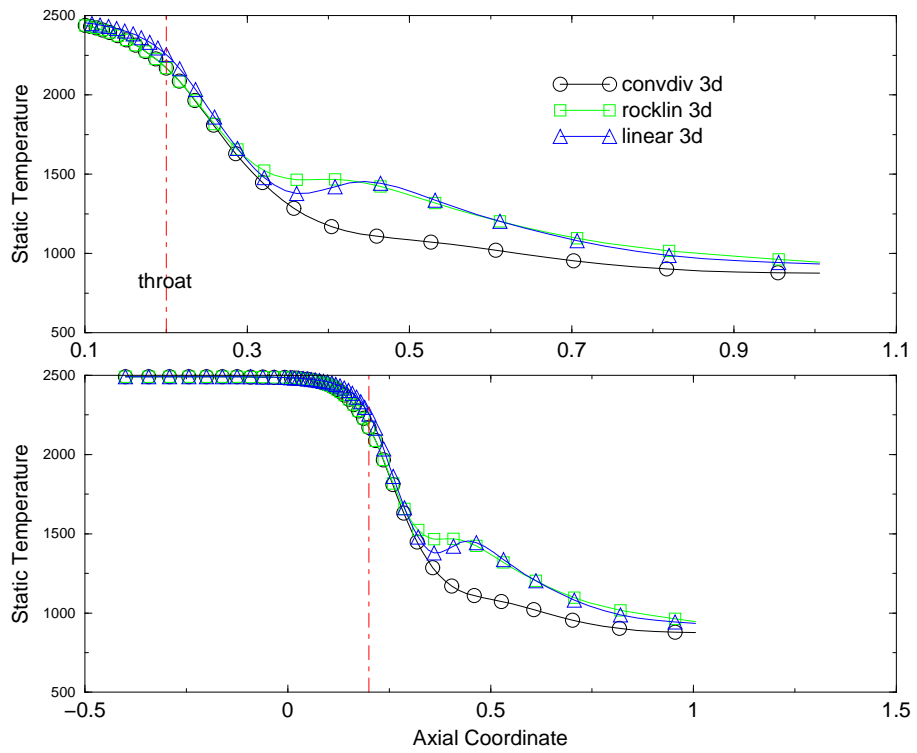 2500
2000
1500
1000
500
Static Temperature
convdiv 3d
rocklin 3d
linear 3d
throat
0.1 0.3 0.5 0.7 0.9 1.1
2500
2000
1500
1000
500
Static Temperature
−0.5 0 0.5 1 1.5
Axial Coordinate